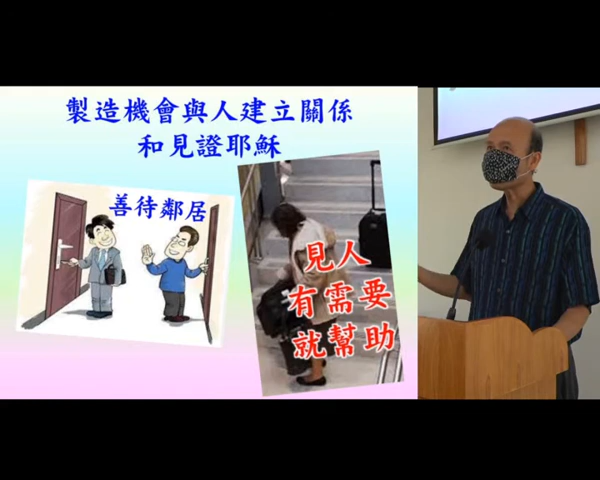 製造機會與人建立關係
和見證耶穌
善待鄰居
見人
有需要
就幫助